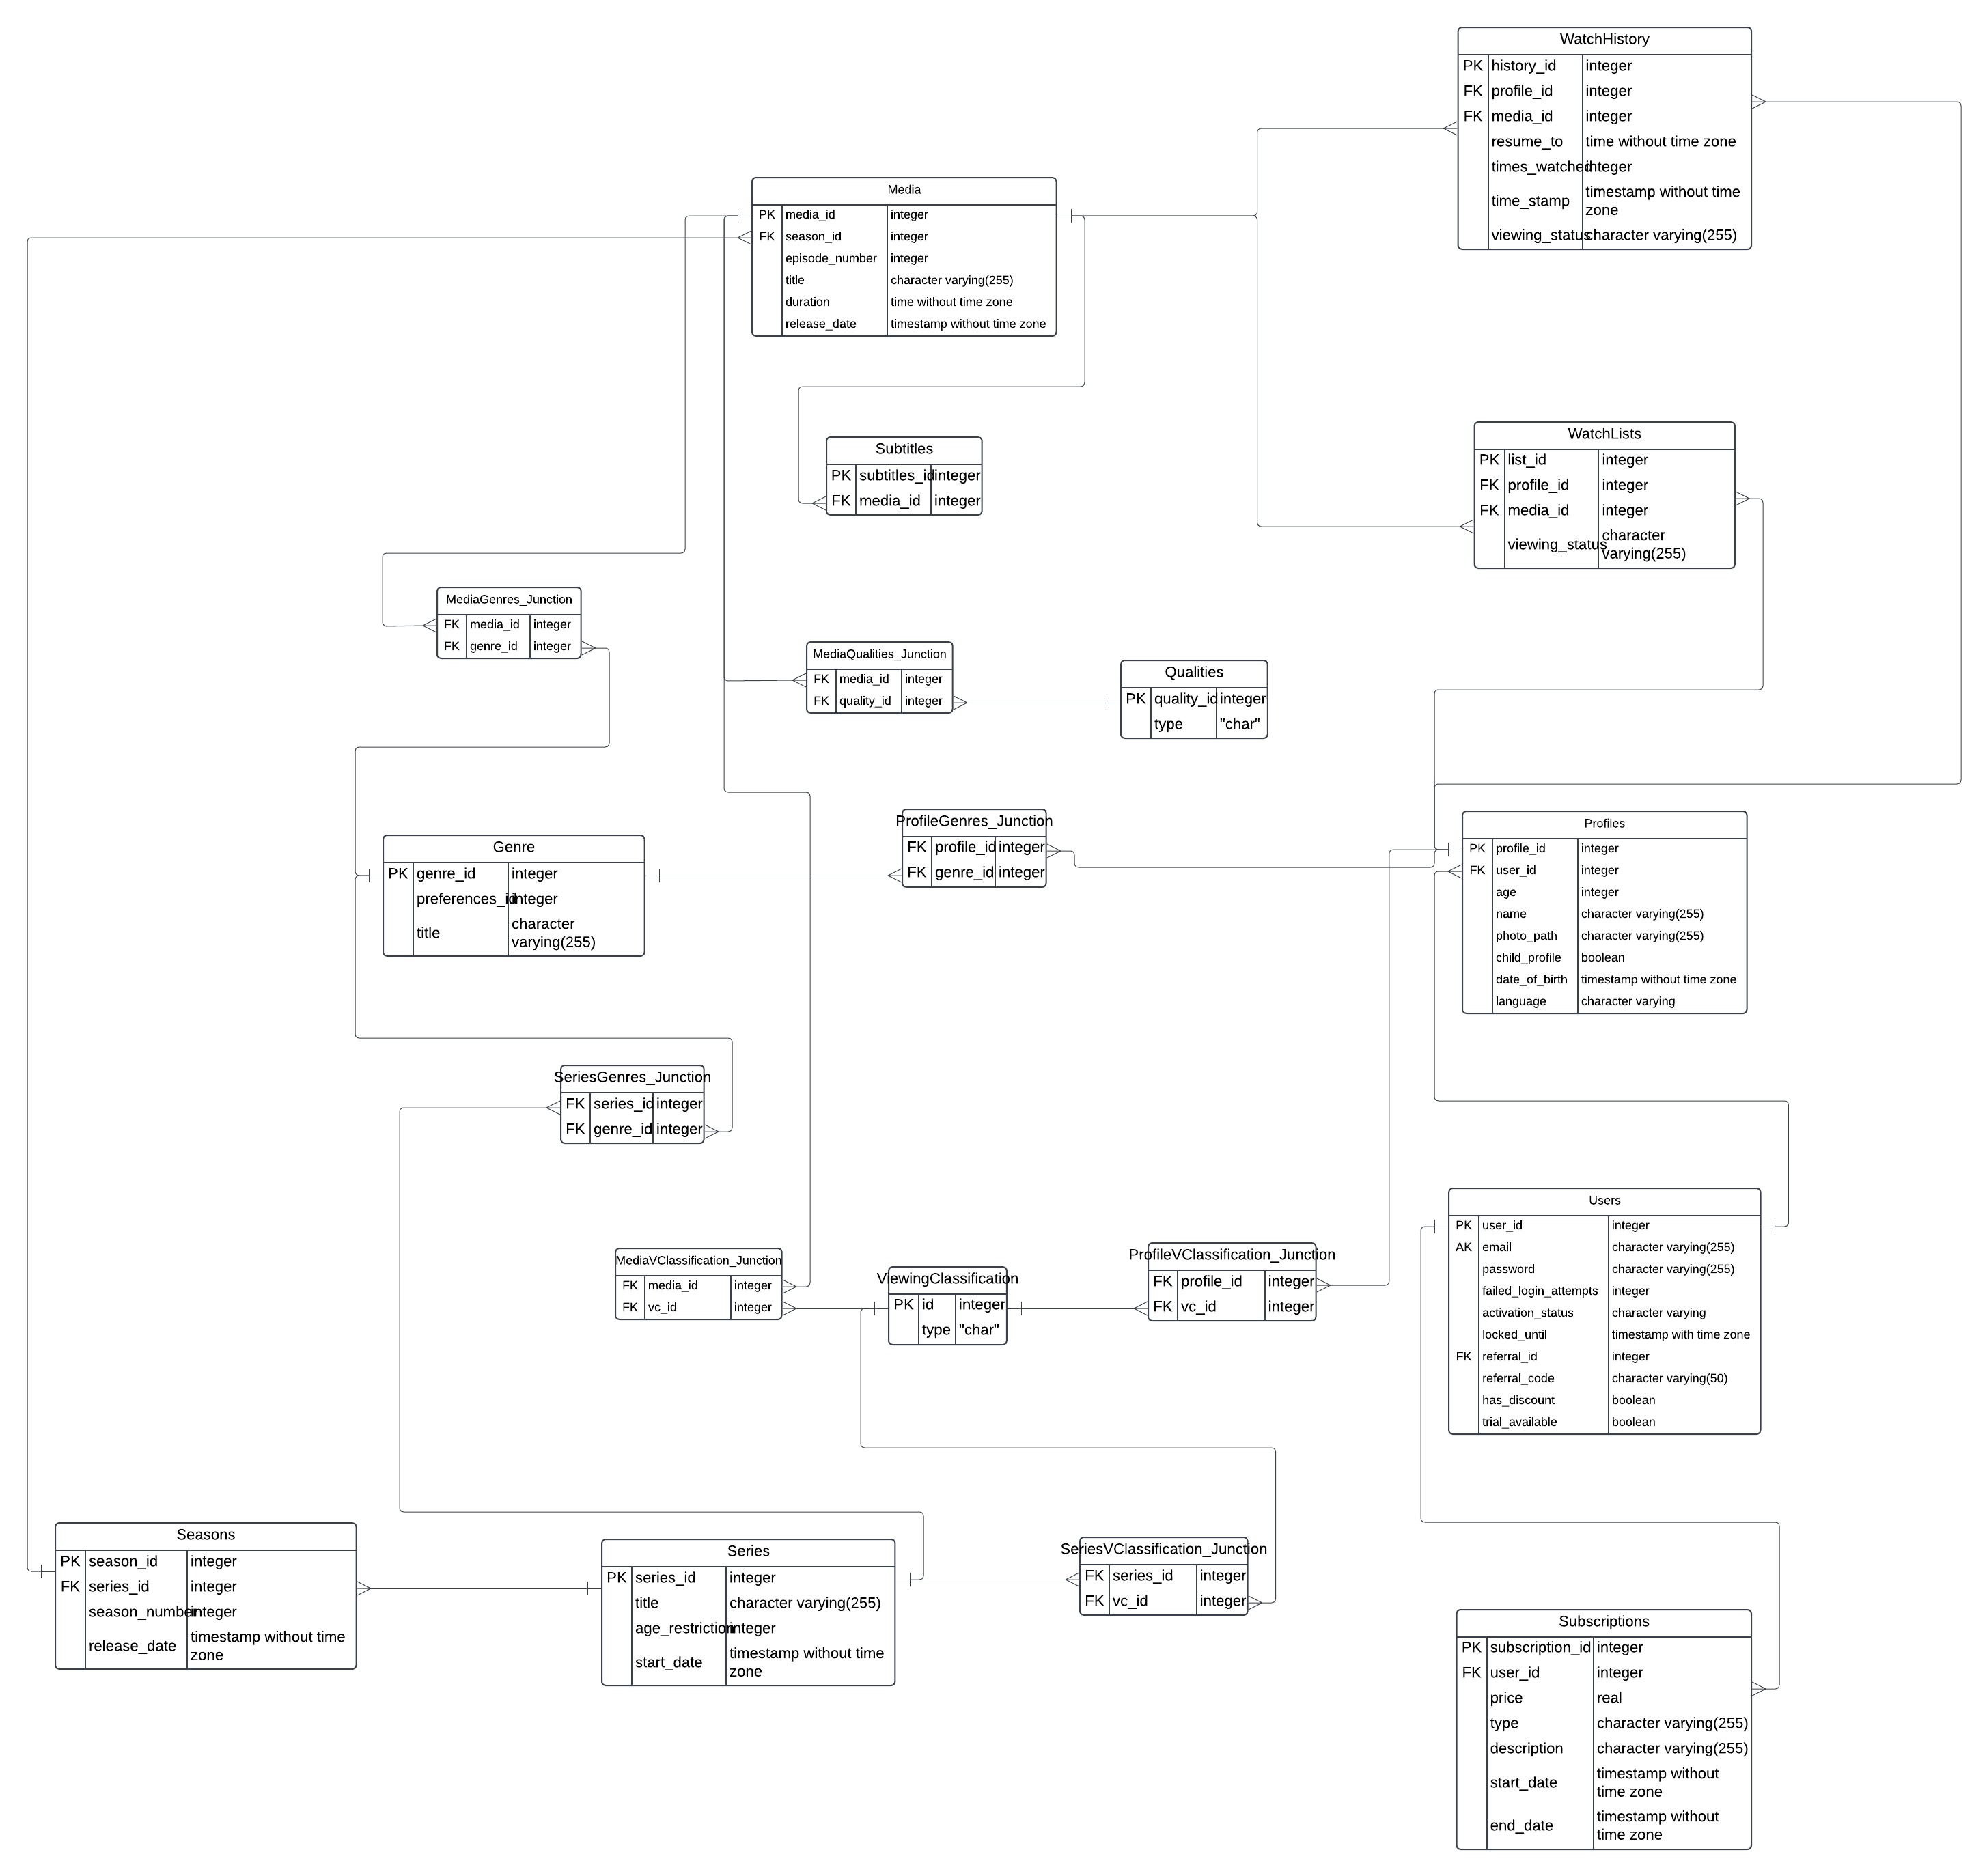 WatchHistory
PK history_id integer
FK profile_id integer
FK media_id integer
resume_to time without time zone
times_watched integer
time_stamp timestamp without time
zone
viewing_status character varying(255)
Media
PK media_id integer
FK season_id integer
episode_number integer
title character varying(255)
duration time without time zone
release_date timestamp without time zone
Subtitles
PK subtitles_id integer
FK media_id integer
WatchLists
PK list_id integer
FK profile_id integer
FK media_id integer
viewing_status character
varying(255)
MediaGenres_Junction
FK media_id integer
FK genre_id integer
MediaQualities_Junction
FK media_id integer
FK quality_id integer
Qualities
PK quality_id integer
type "char"
Genre
PK genre_id integer
preferences_id integer
title character
varying(255)
ProfileGenres_Junction
FK profile_id integer
FK genre_id integer
Profiles
PK profile_id integer
FK user_id integer
age integer
name character varying(255)
photo_path character varying(255)
child_profile boolean
date_of_birth timestamp without time zone
language character varying
SeriesGenres_Junction
FK series_id integer
FK genre_id integer
MediaVClassification_Junction
FK media_id integer
FK vc_id integer
ViewingClassification
PK id integer
type "char"
ProfileVClassification_Junction
FK profile_id integer
FK vc_id integer
Users
PK user_id integer
AK email character varying(255)
password character varying(255)
failed_login_attempts integer
activation_status character varying
locked_until timestamp with time zone
FK referral_id integer
referral_code character varying(50)
has_discount boolean
trial_available boolean
Seasons
PK season_id integer
FK series_id integer
season_number integer
release_date timestamp without time
zone
Series
PK series_id integer
title character varying(255)
age_restriction integer
start_date timestamp without time
zone
SeriesVClassification_Junction
FK series_id integer
FK vc_id integer
Subscriptions
PK subscription_id integer
FK user_id integer
price real
type character varying(255)
description character varying(255)
start_date timestamp without
time zone
end_date timestamp without
time zone